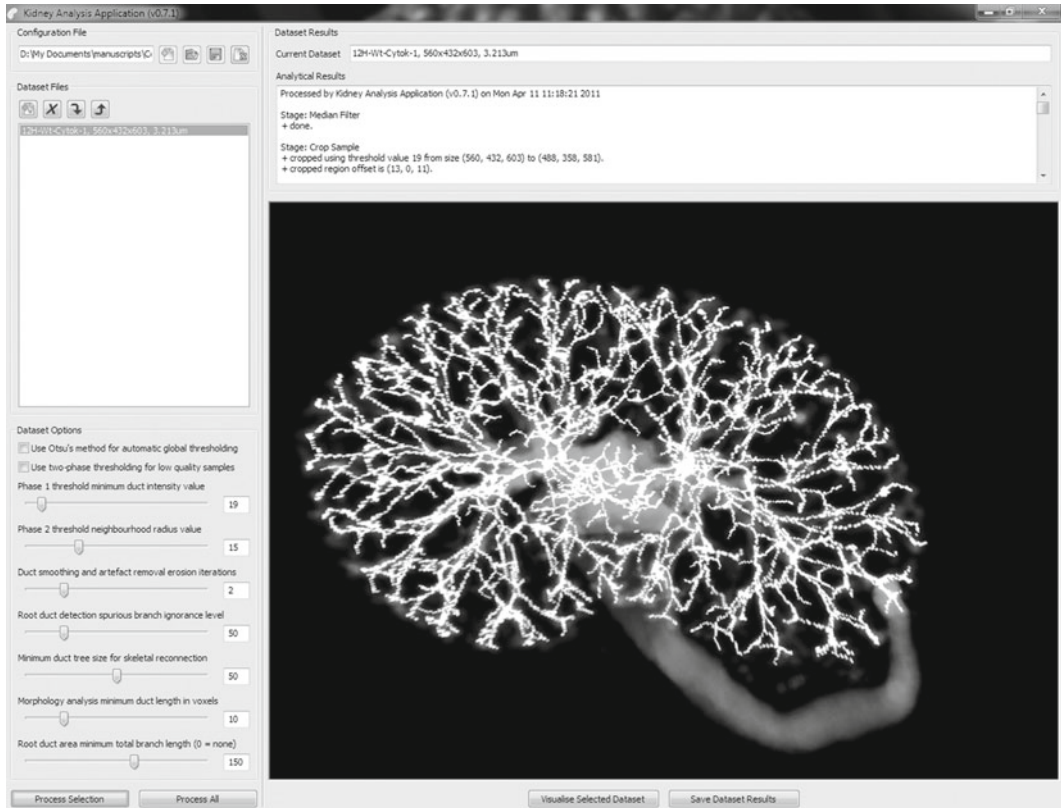 Kidney Analysis Application (v0.7.1)
Configuration File
D:\My Documents\manuscripts\C
Dataset Files
12H-Wt-Cytok-1, 560x432x603, 3.213um
Dataset Options
Use Otsu's method for automatic global thresholding
Use two-phase thresholding for low quality samples
Phase 1 threshold minimum duct intensity value
19
Phase 2 threshold neighbourhood radius value
15
Duct smoothing and artefact removal erosion iterations
2
Root duct detection spurious branch ignorance level
50
Minimum duct tree size for skeletal reconnection
50
Morphology analysis minimum duct length in voxels
10
Root duct area minimum total branch length (0 = none)
150
Process Selection
Process All
Dataset Results
Current Dataset 12H-Wt-Cytok-1, 560x432x603, 3.213um
Analytical Results
Processed by Kidney Analysis Application (v0.7.1) on Mon Apr 11 11:18:21 2011
Stage: Median Filter
+ done.
Stage: Crop Sample
+ cropped using threshold value 19 from size (560, 432, 603) to (488, 358, 581).
+ cropped region offset is (13, 0, 11).
Visualise Selected Dataset
Save Dataset Results